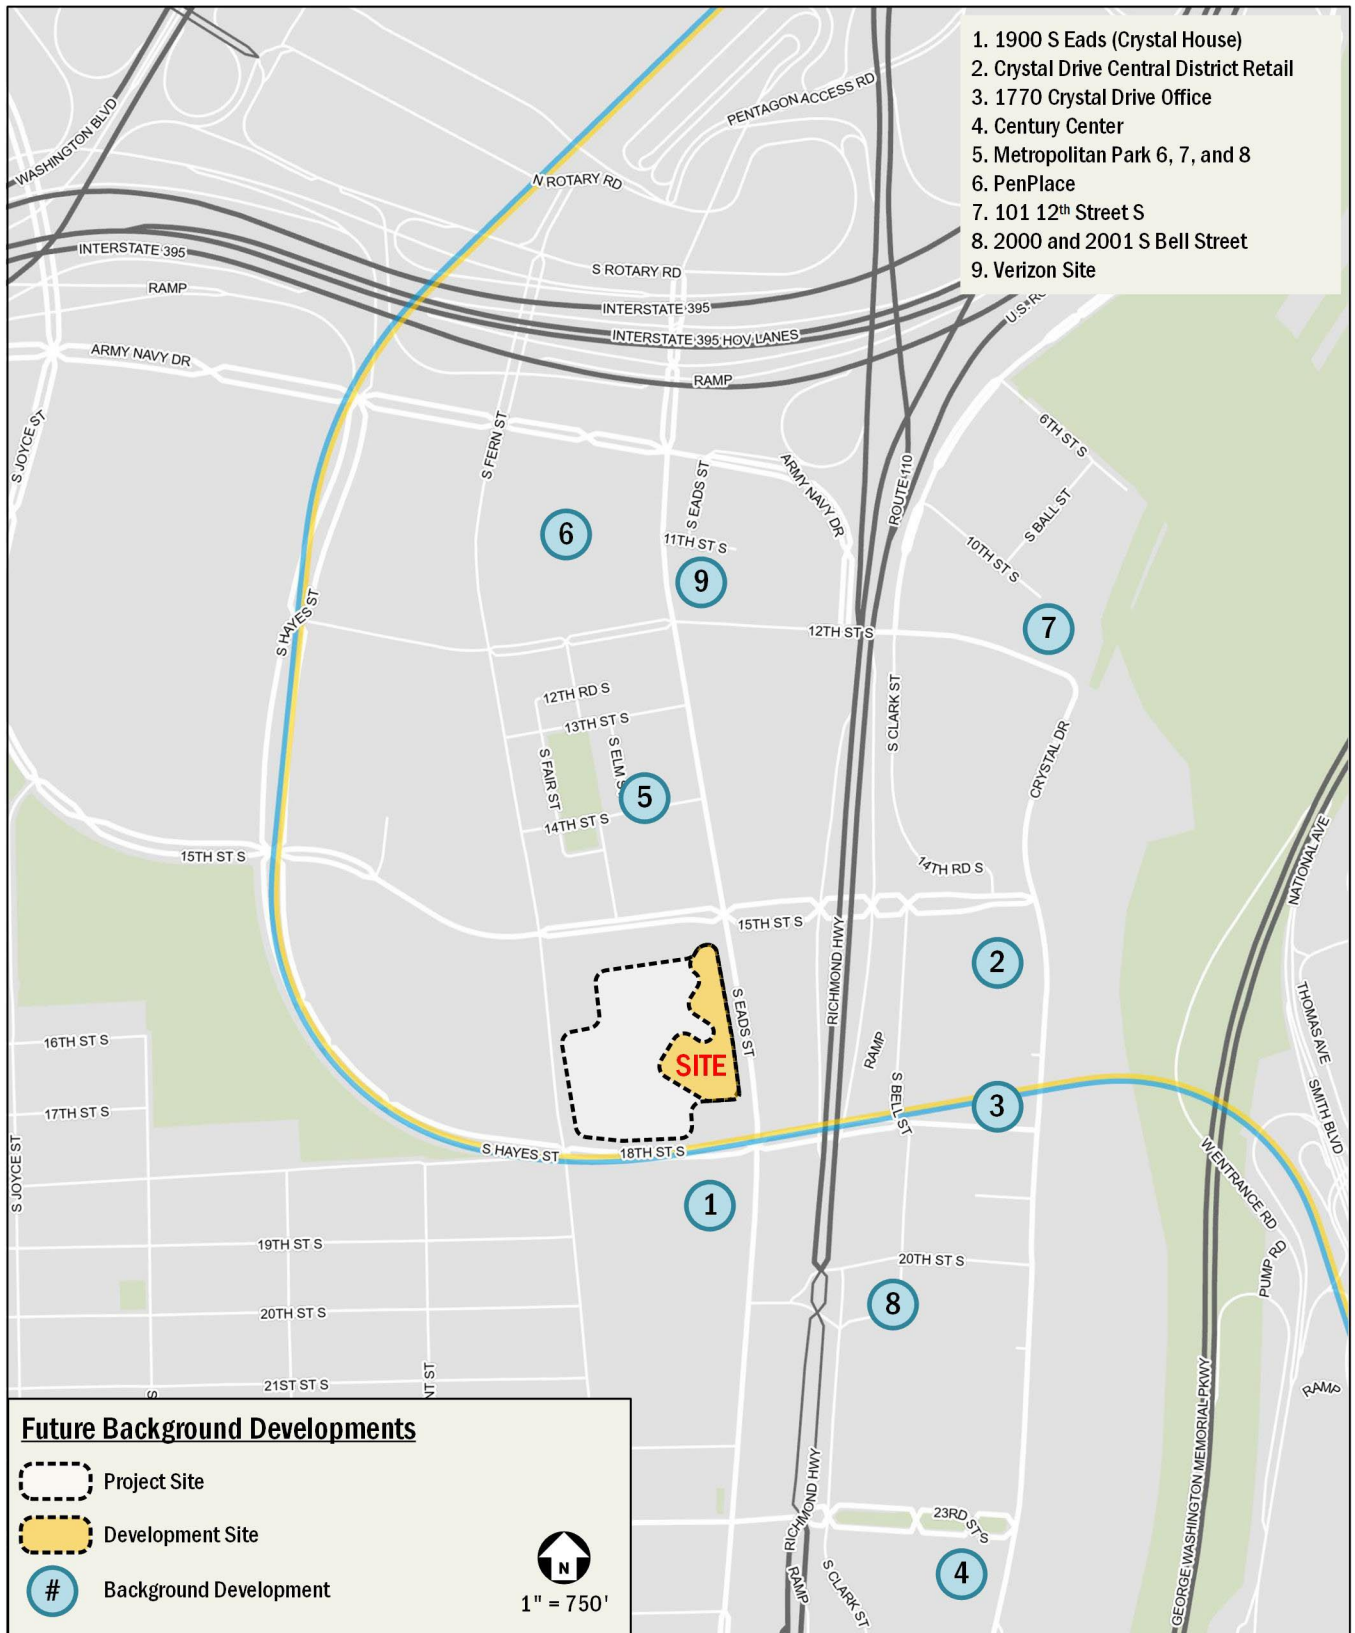 1. 1900 S Eads (Crystal House)
2. Crystal Drive Central District Retail
3. 1770 Crystal Drive Office
4. Century Center
5. Metropolitan Park 6, 7, and 8
6. PenPlace
7. 101 12th Street S
8. 2000 and 2001 S Bell Street
9. Verizon Site
PENTAGON ACCESS RD
WASHINGTON BLVD
N ROTARY RD
INTERSTATE 395
S ROTARY RD
RAMP
INTERSTATE 395
U.S. RO
INTERSTATE 395 HOV LANES
ARMY NAVY DR
RAMP
S JOYCE ST
S FERN ST
6TH ST S
S EADS ST
ARMY NAVY DR
ROUTE 110
S BALL ST
6
11TH ST S
10TH ST S
9
S HAYES ST
12TH ST S
7
12TH RD S
13TH ST S
S CLARK ST
S FAIR ST
S ELM S
CRYSTAL DR
5
14TH ST S
15TH ST S
14TH RD S
NATIONAL AVE
15TH ST S
RICHMOND HWY
2
S EADS ST
THOMAS AVE
16TH ST S
RAMP
SITE
17TH ST S
S BELL ST
3
SMITH BLVD
S JOYCE ST
S HAYES ST
18TH ST S
W ENTRANCE RD
1
19TH ST S
20TH ST S
PUMP RD
8
20TH ST S
21ST ST S
S
NT ST
RAMP
GEORGE WASHINGTON MEMORIAL PKWY
RICHMOND HWY
23RD ST S
4
RAMP
S CLARK ST
Future Background Developments
Project Site
Development Site
# Background Development
N
1" = 750'